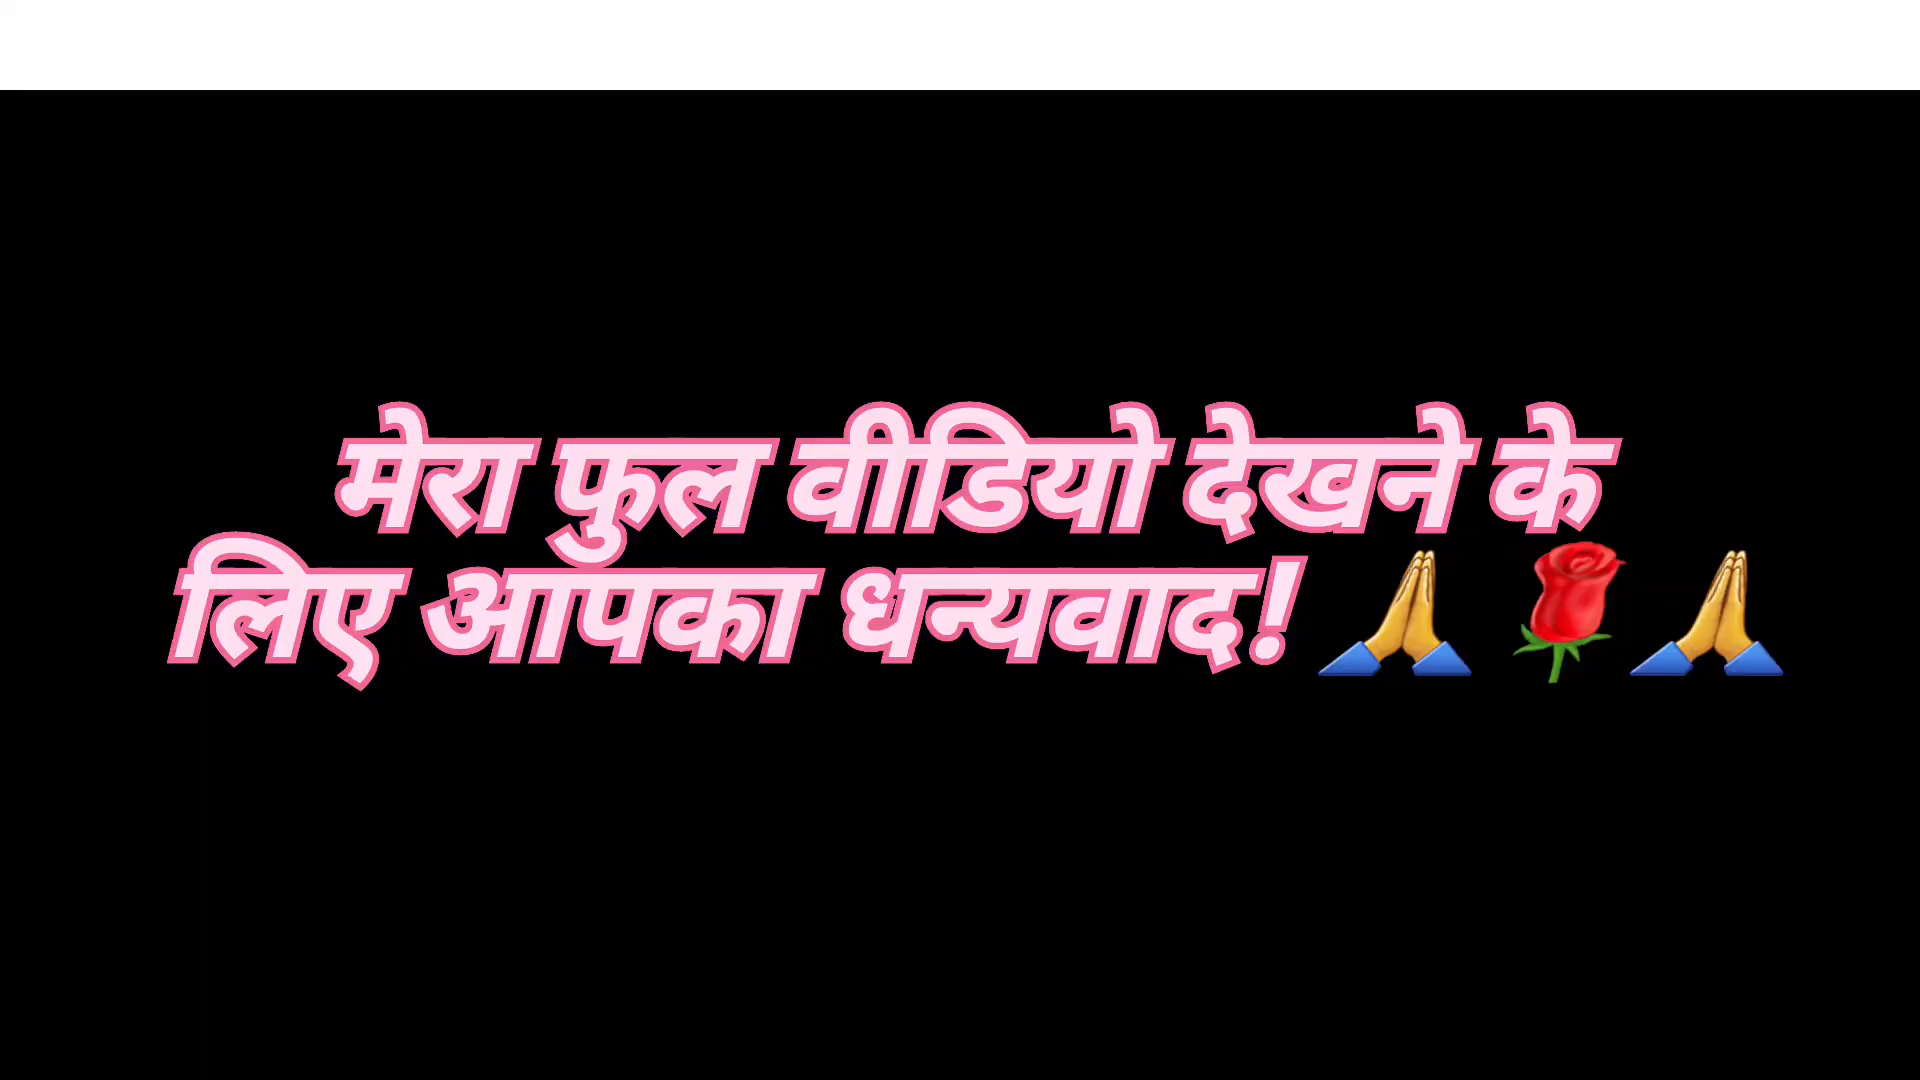 मेरा फुल वीडियो देखने के
लिए आपका धन्यवाद! 🙏 🌹 🙏